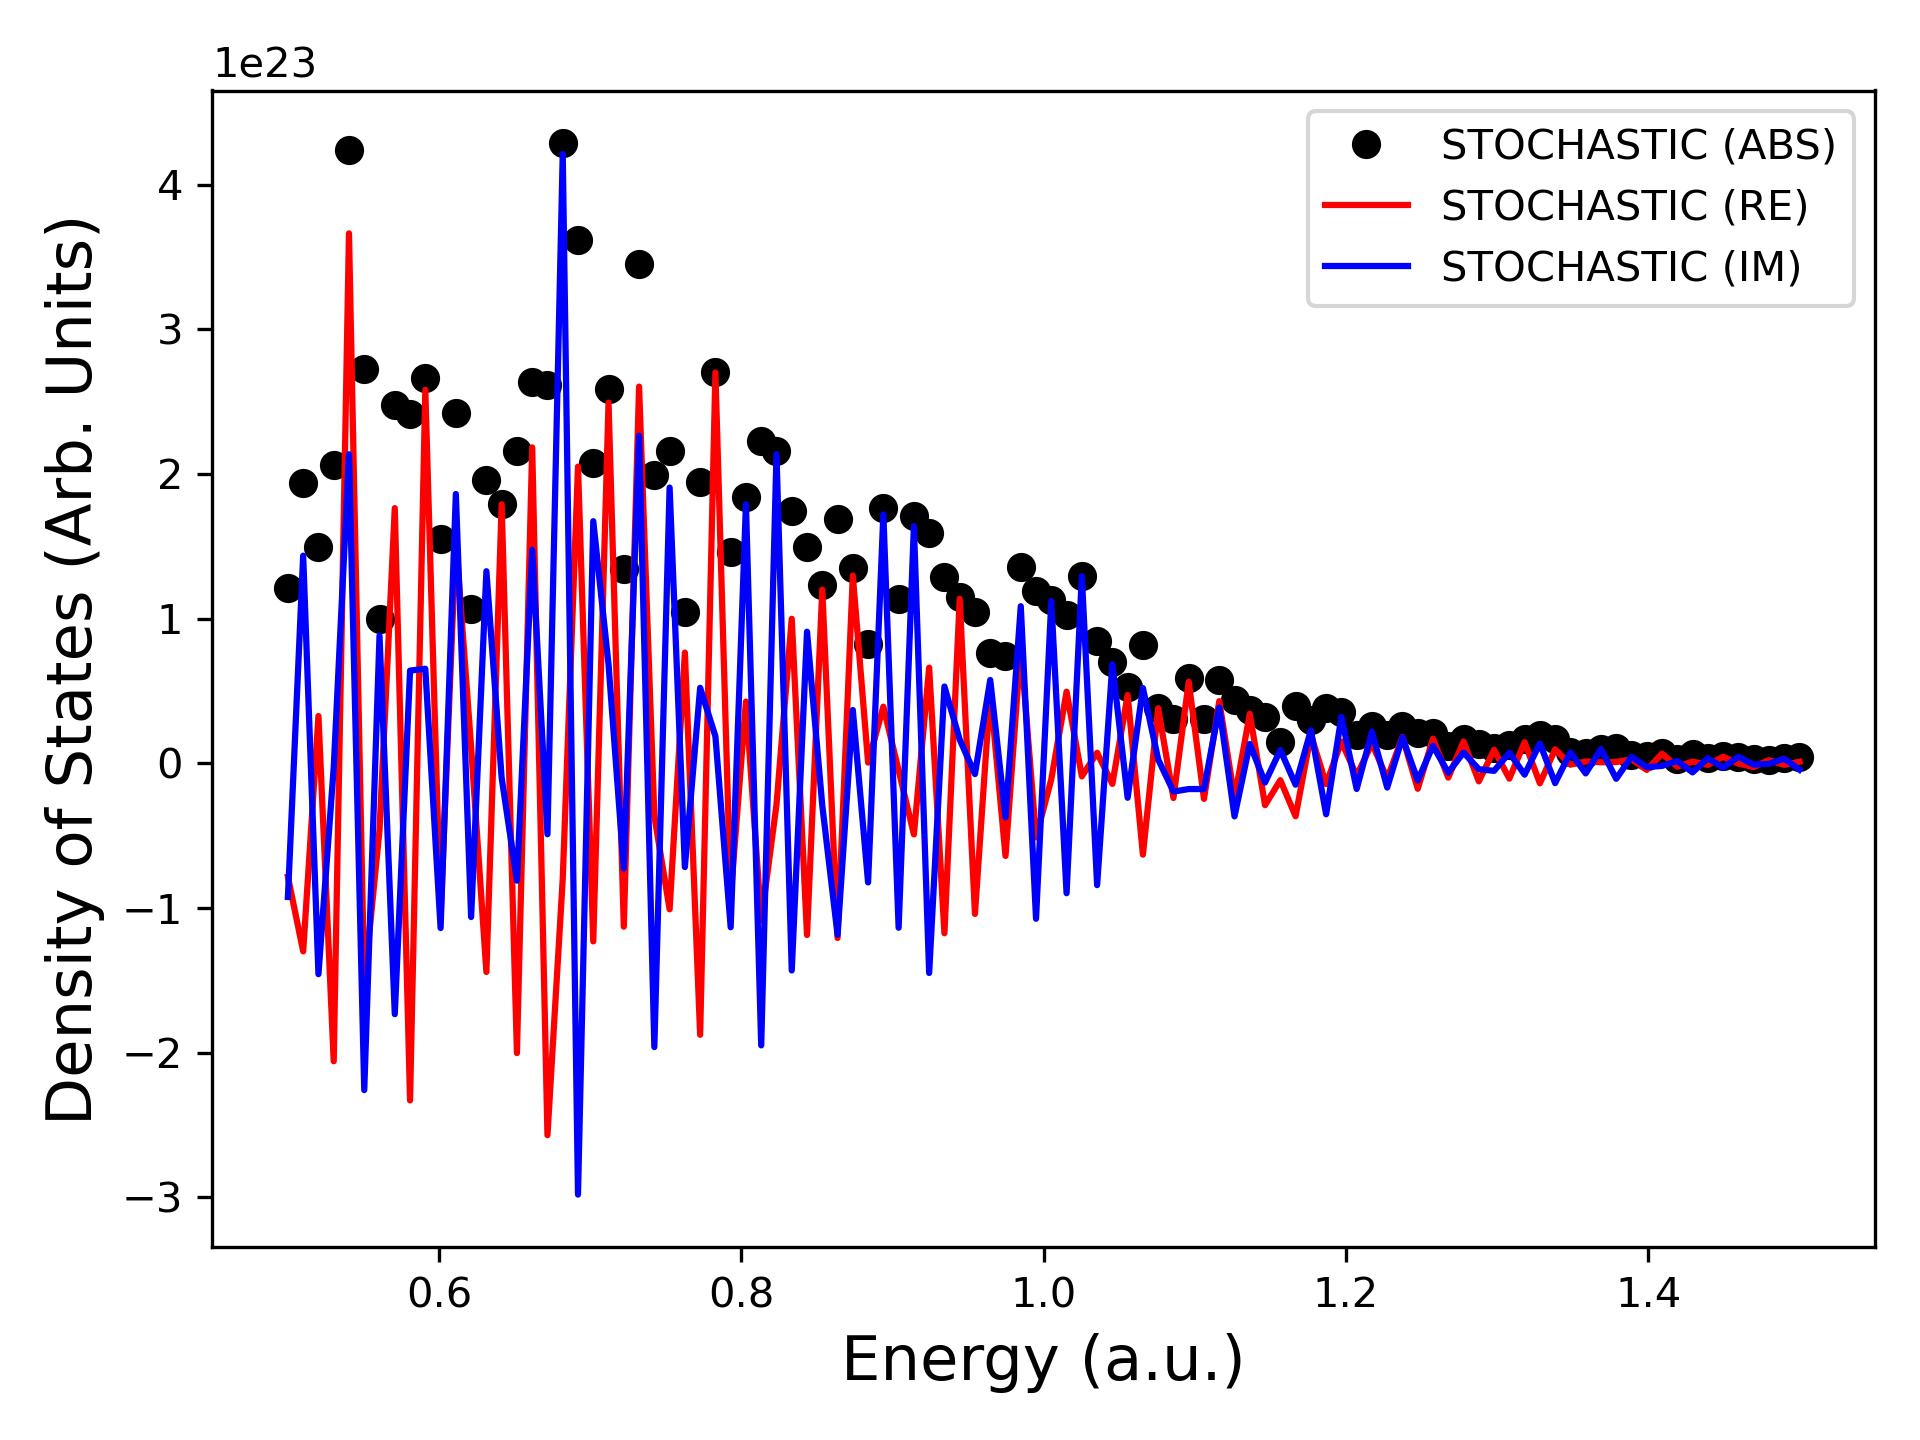 1e23
STOCHASTIC (ABS)
STOCHASTIC (RE)
STOCHASTIC (IM)
Density of States (Arb. Units)
4
3
2
1
0
−1
−2
−3
0.6 0.8 1.0 1.2 1.4
Energy (a.u.)